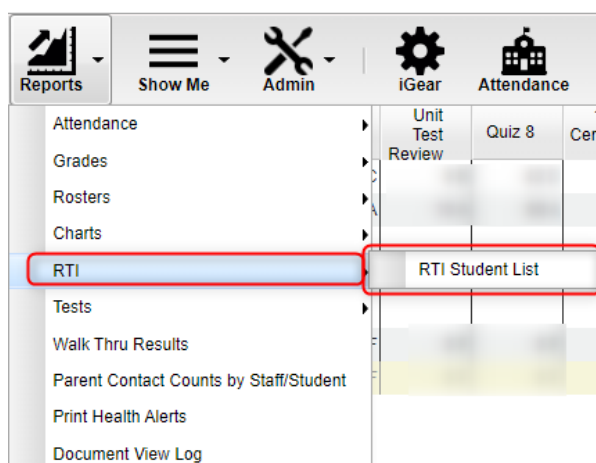 Reports
Show Me
Admin
iGear
Attendance
Unit
Test
Review
Quiz 8
Cer
Attendance
Grades
C
Rosters
A
Charts
RTI
RTI Student List
Tests
Walk Thru Results
F
Parent Contact Counts by Staff/Student
F
Print Health Alerts
Document View Log